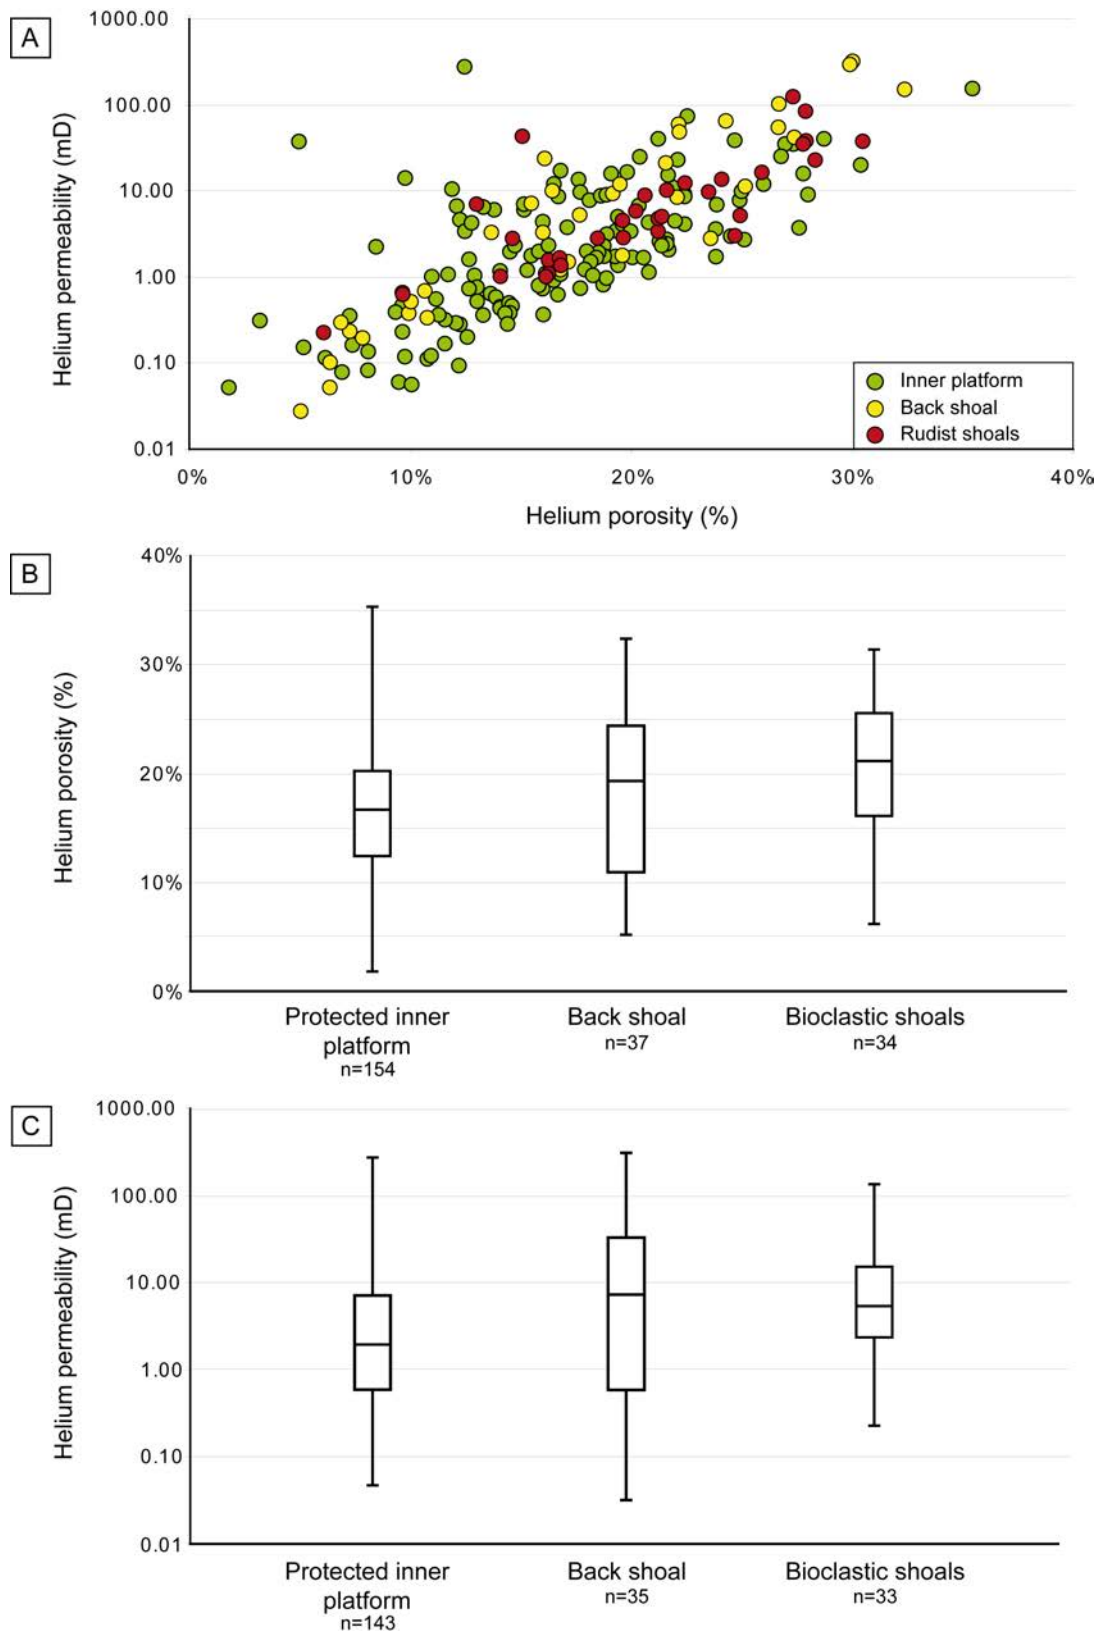 A
1000.00
100.00
10.00
1.00
0.10
0.01
Helium permeability (mD)
Inner platform
Back shoal
Rudist shoals
0% 10% 20% 30% 40%
Helium porosity (%)
B
40%
30%
20%
10%
0%
Helium porosity (%)
Protected inner
platform
n=154
Back shoal
n=37
Bioclastic shoals
n=34
C
1000.00
100.00
10.00
1.00
0.10
0.01
Helium permeability (mD)
Protected inner
platform
n=143
Back shoal
n=35
Bioclastic shoals
n=33